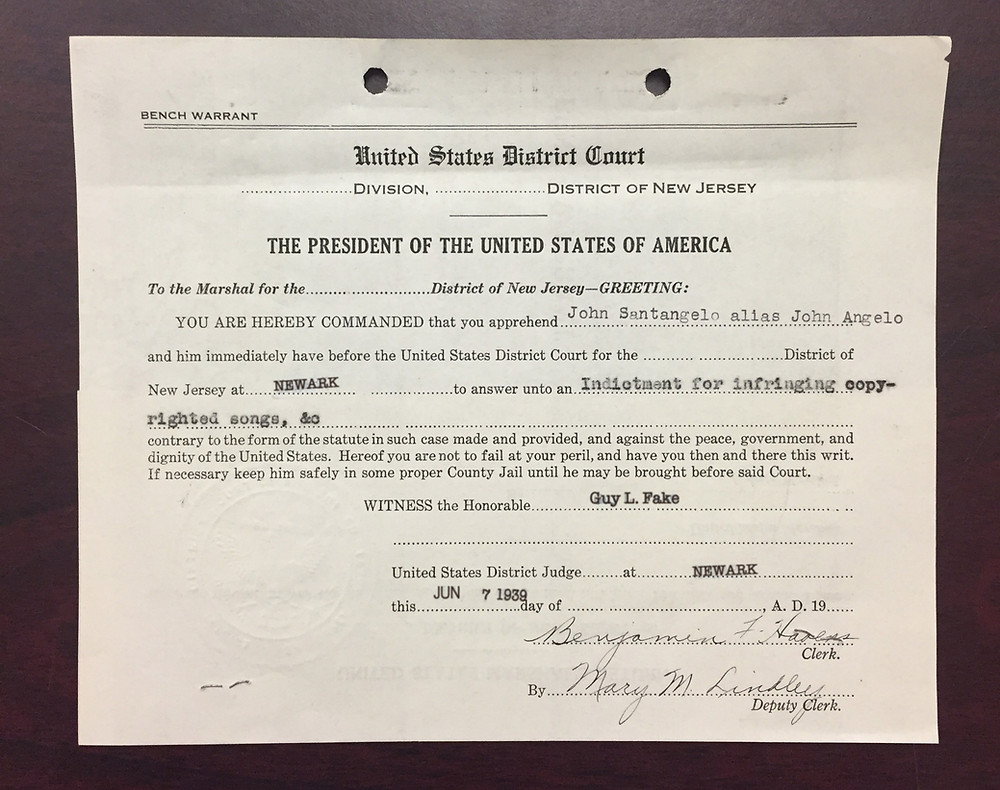 BENCH WARRANT
United States District Court
......................DIVISION, ......................DISTRICT OF NEW JERSEY
THE PRESIDENT OF THE UNITED STATES OF AMERICA
To the Marshal for the......... ..................District of New Jersey—GREETING:
YOU ARE HEREBY COMMANDED that you apprehend John Santangelo alias John Angelo
and him immediately have before the United States District Court for the ........... ..................District of
New Jersey at NEWARK ..................to answer unto an Indictment for infringing copy-
righted songs, &c
contrary to the form of the statute in such case made and provided, and against the peace, government, and
dignity of the United States. Hereof you are not to fail at your peril, and have you then and there this writ.
If necessary keep him safely in some proper County Jail until he may be brought before said Court.
WITNESS the Honorable Guy L. Fake
United States District Judge.........at NEWARK
this JUN 7 1939 day of ........ ..............................., A. D. 19......
Benjamin F Havens
Clerk.
By Mary M. Lindley
Deputy Clerk.